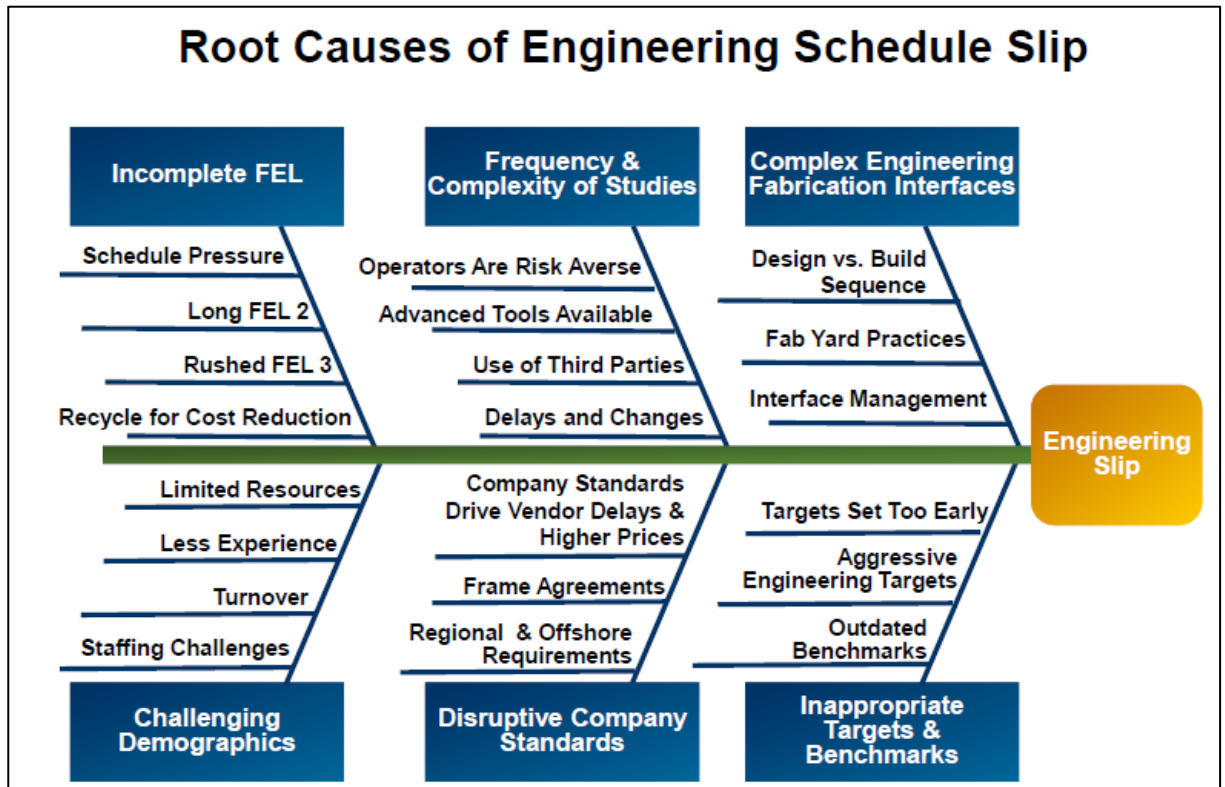 Root Causes of Engineering Schedule Slip
Incomplete FEL
Frequency &
Complexity of Studies
Complex Engineering
Fabrication Interfaces
Schedule Pressure
Long FEL 2
Rushed FEL 3
Recycle for Cost Reduction
Operators Are Risk Averse
Advanced Tools Available
Use of Third Parties
Delays and Changes
Design vs. Build
Sequence
Fab Yard Practices
Interface Management
Engineering
Slip
Limited Resources
Less Experience
Turnover
Staffing Challenges
Company Standards
Drive Vendor Delays &
Higher Prices
Frame Agreements
Regional & Offshore
Requirements
Targets Set Too Early
Aggressive
Engineering Targets
Outdated
Benchmarks
Challenging
Demographics
Disruptive Company
Standards
Inappropriate
Targets &
Benchmarks